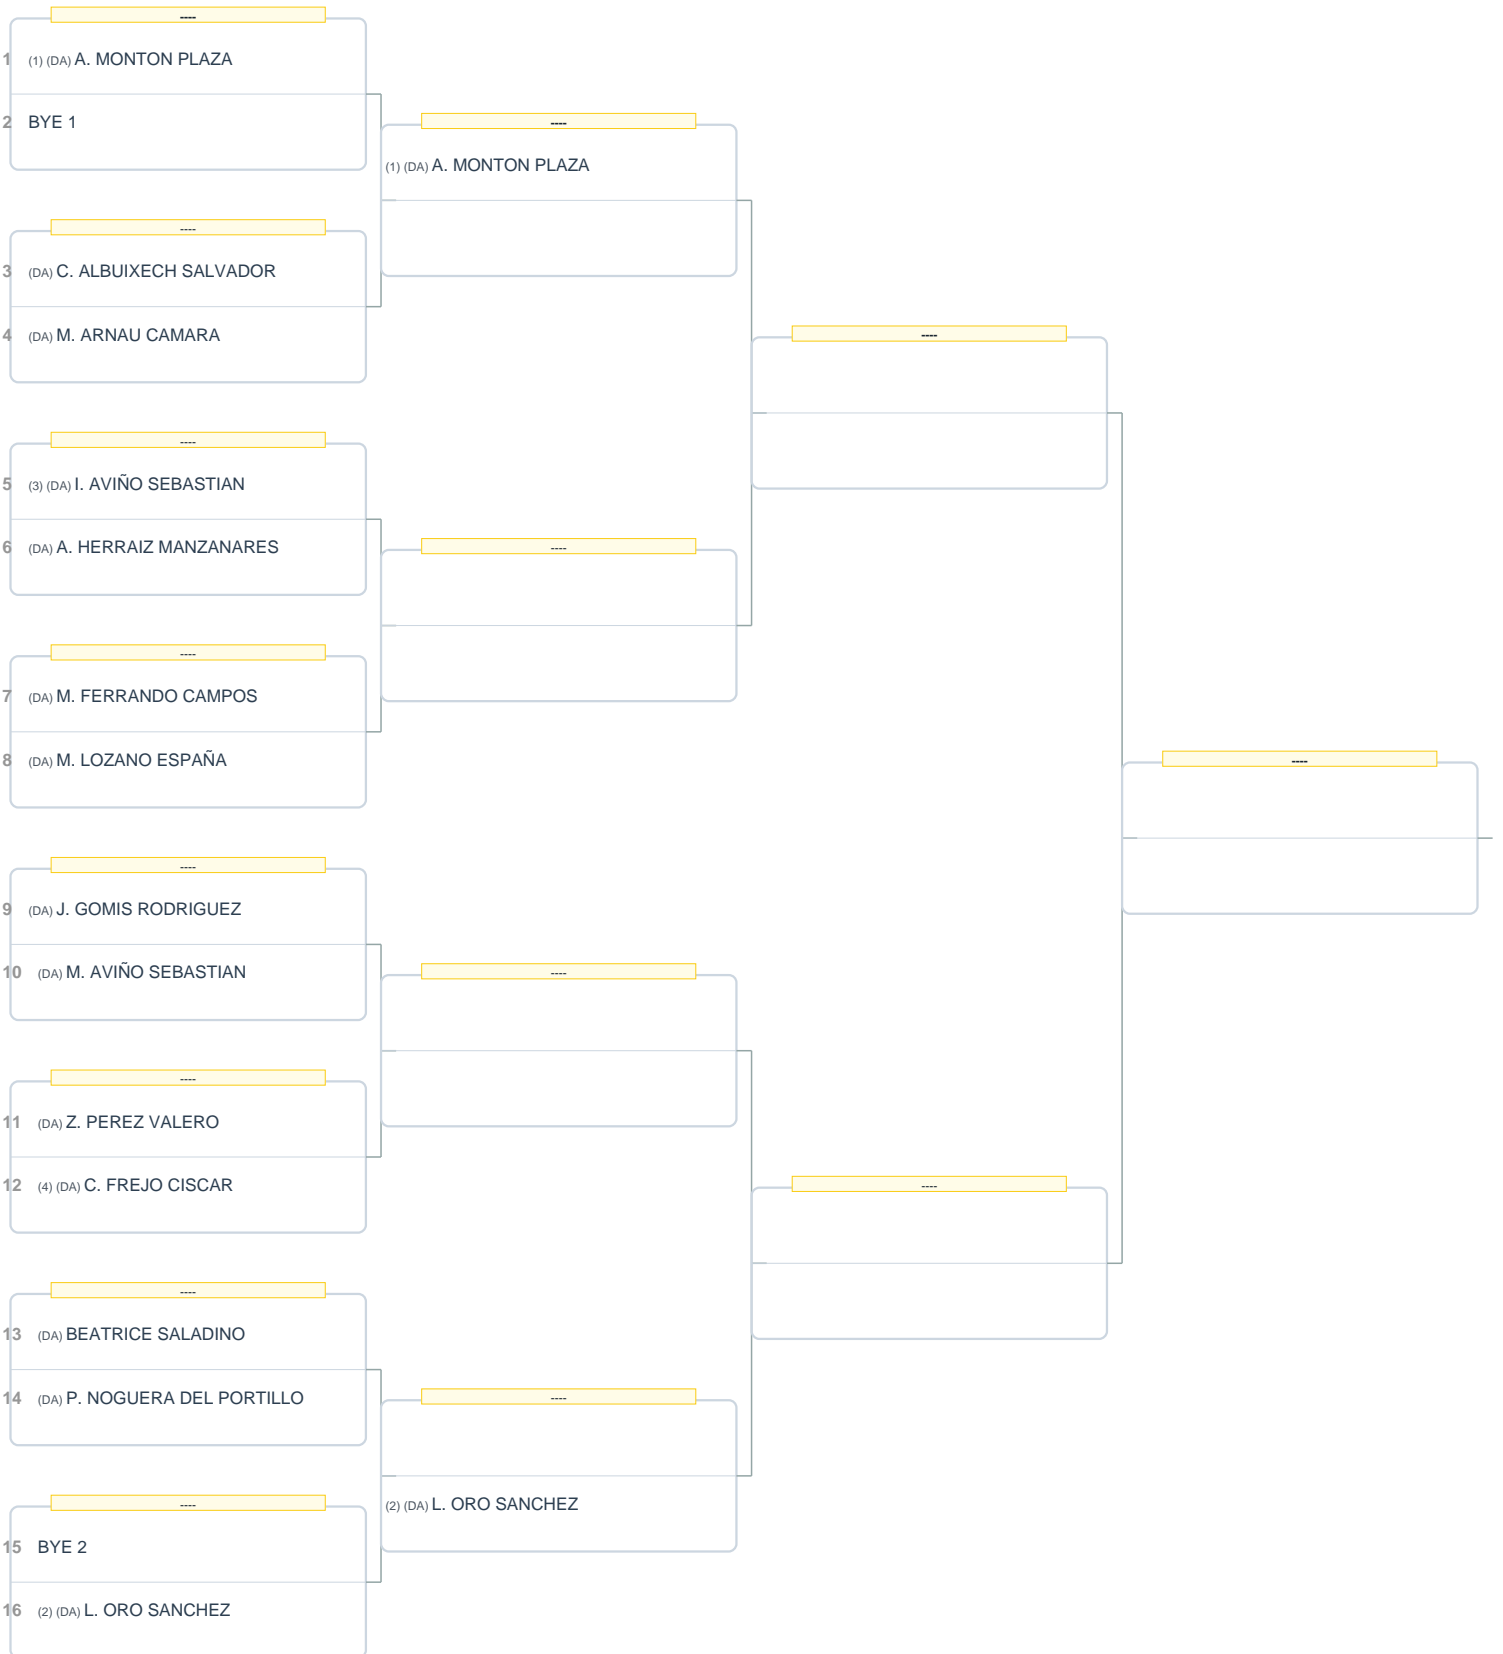 ----
1 (1) (DA) A. MONTON PLAZA
2 BYE 1
----
3 (DA) C. ALBUIXECH SALVADOR
4 (DA) M. ARNAU CAMARA
----
5 (3) (DA) I. AVIÑO SEBASTIAN
6 (DA) A. HERRAIZ MANZANARES
----
7 (DA) M. FERRANDO CAMPOS
8 (DA) M. LOZANO ESPAÑA
----
9 (DA) J. GOMIS RODRIGUEZ
10 (DA) M. AVIÑO SEBASTIAN
----
11 (DA) Z. PEREZ VALERO
12 (4) (DA) C. FREJO CISCAR
----
13 (DA) BEATRICE SALADINO
14 (DA) P. NOGUERA DEL PORTILLO
----
15 BYE 2
16 (2) (DA) L. ORO SANCHEZ
----
(1) (DA) A. MONTON PLAZA
----
----
----
(2) (DA) L. ORO SANCHEZ
----
----
----